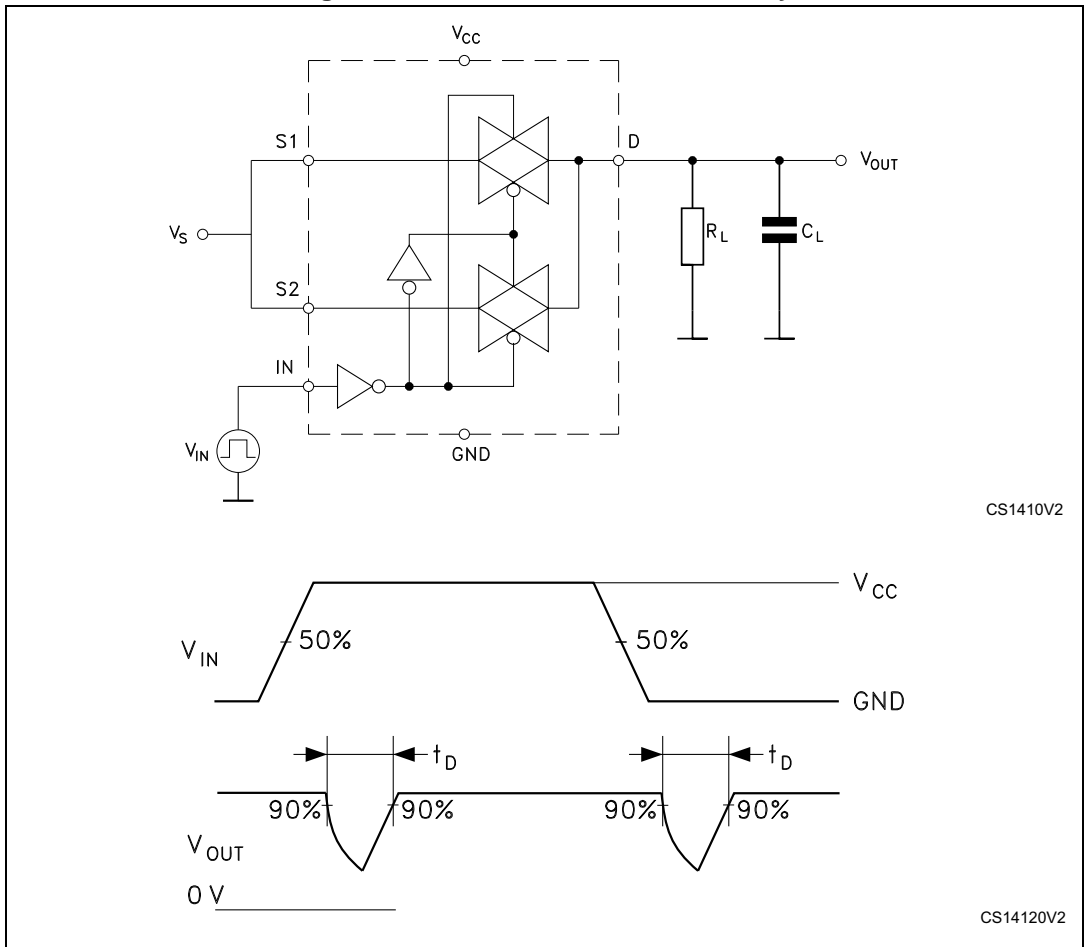 VCC
S1
D
VOUT
VS
RL
CL
S2
IN
VIN
GND
CS1410V2
VCC
50%
50%
VIN
GND
tD
tD
90%
90%
90%
90%
VOUT
0 V
CS14120V2